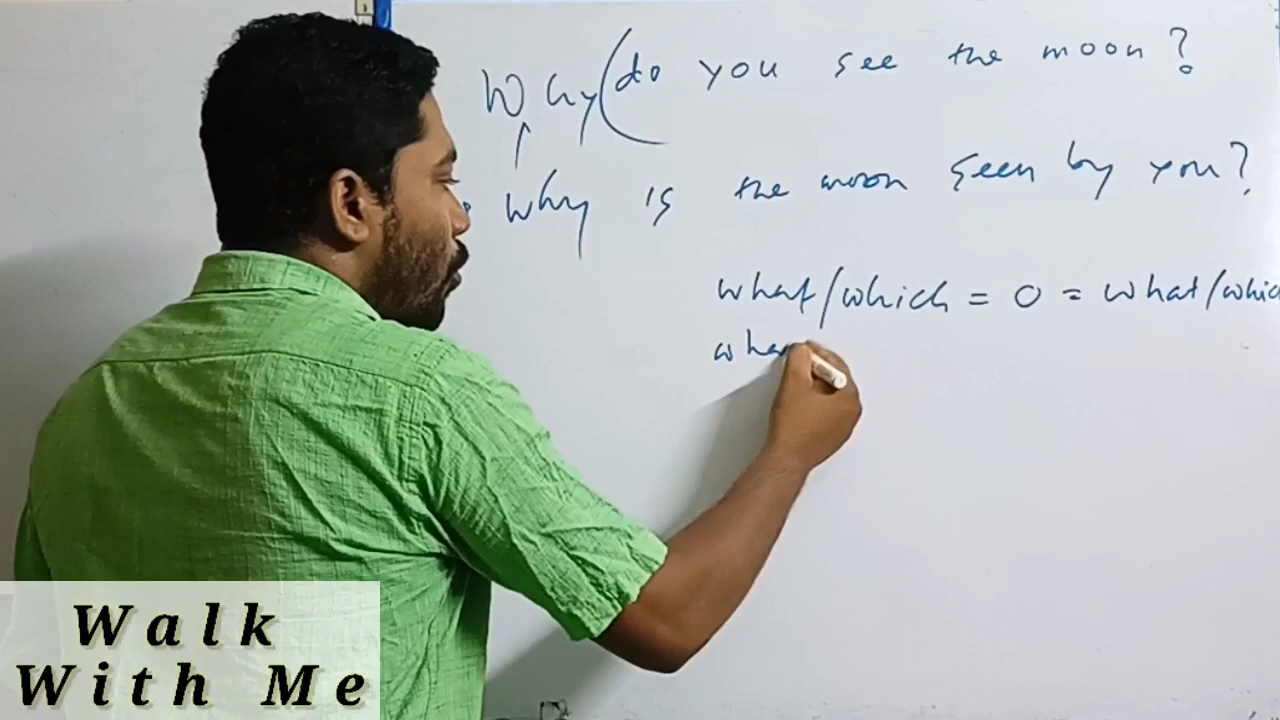 Why (do you see the moon?
• Why is the moon seen by you?
what/which = 0 = what/which
wha
Walk
With Me